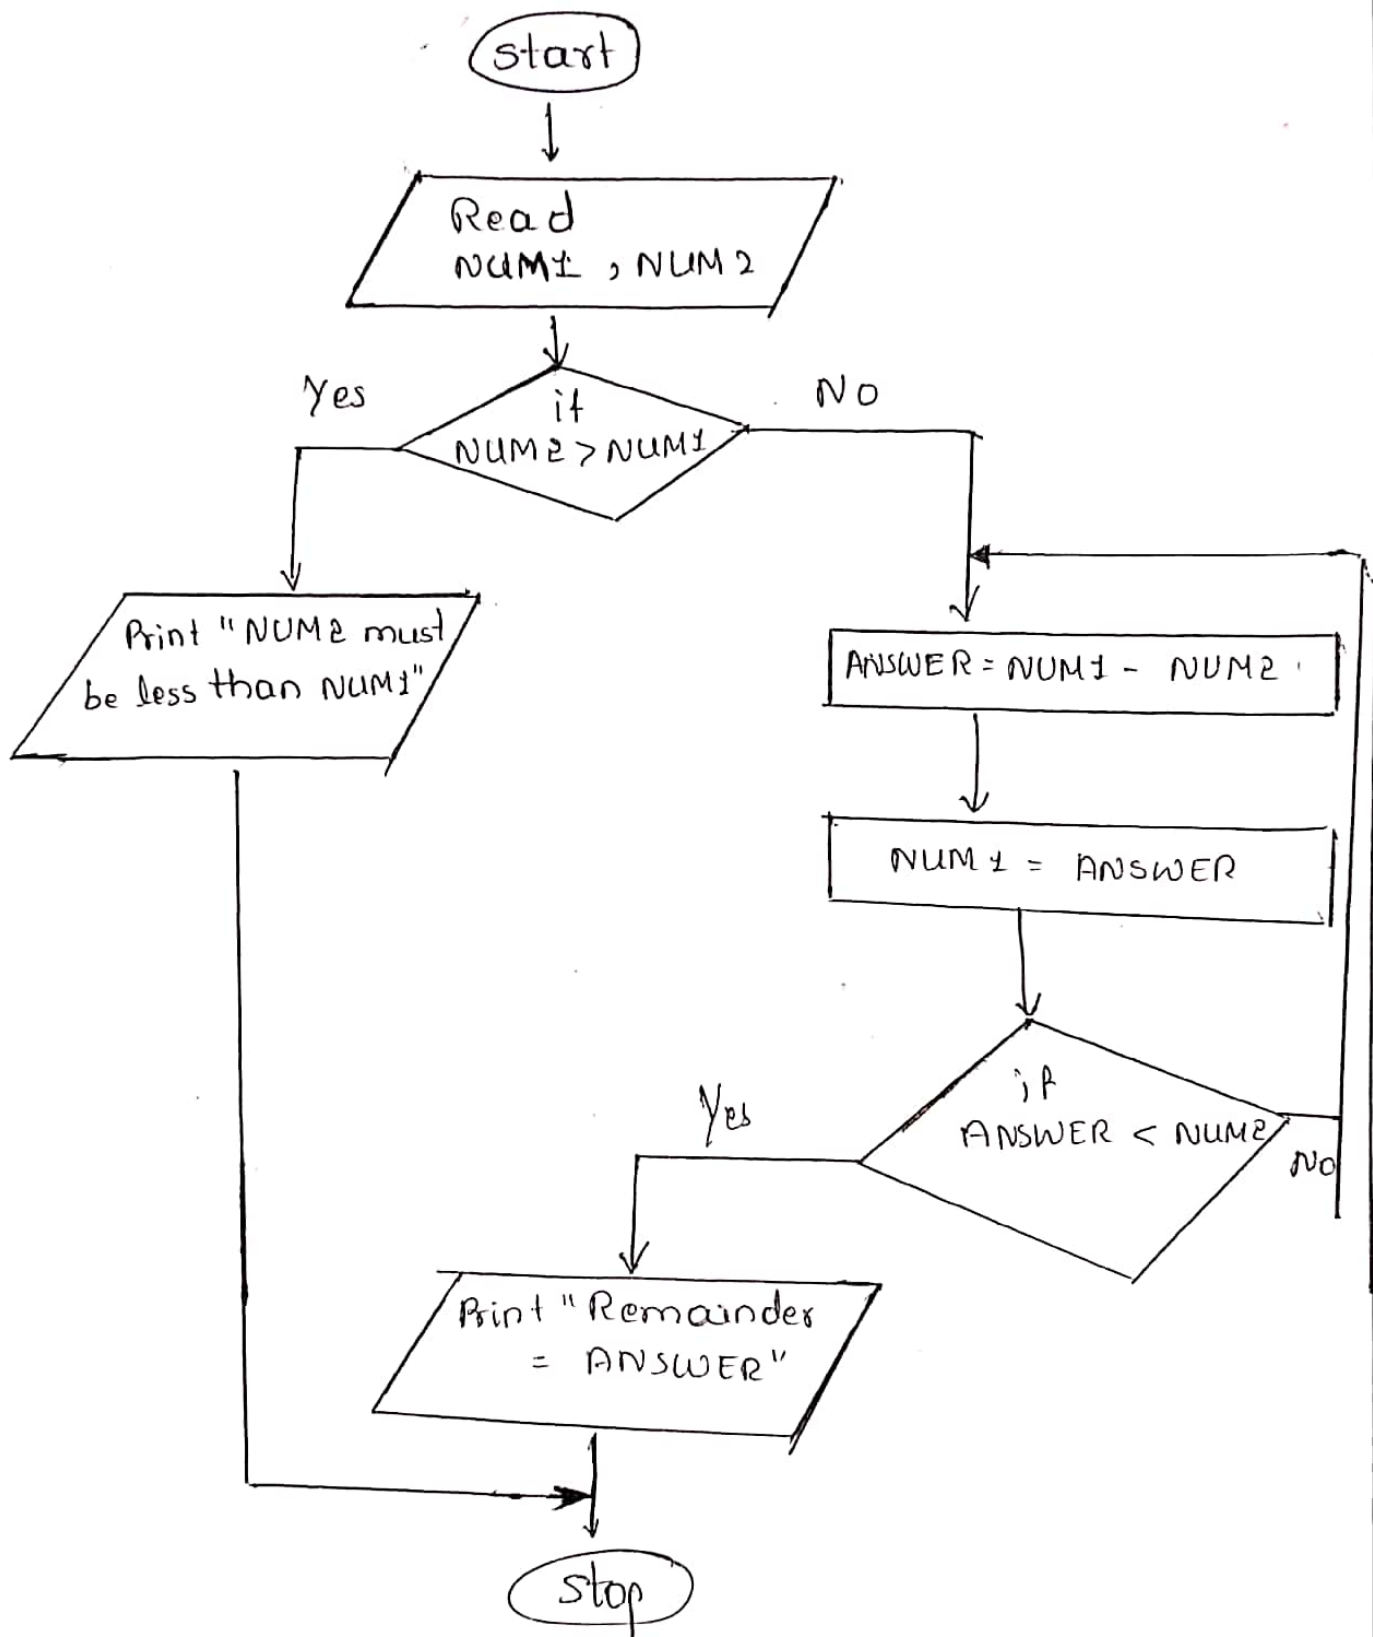 start
Read
NUM1 , NUM2
Yes
No
if
NUM2 > NUM1
Print "NUM2 must
be less than NUM1"
ANSWER = NUM1 - NUM2
NUM1 = ANSWER
if
ANSWER < NUM2
Yes
No
Print "Remainder
= ANSWER"
stop